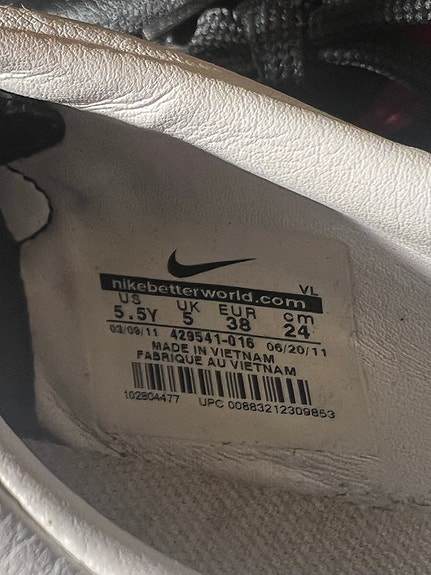 VL
nikebetterworld.com
US UK EUR cm
5.5Y 5 38 24
03/09/11 429541-016 06/20/11
MADE IN VIETNAM
FABRIQUE AU VIETNAM
102804477 UPC 00883212309853